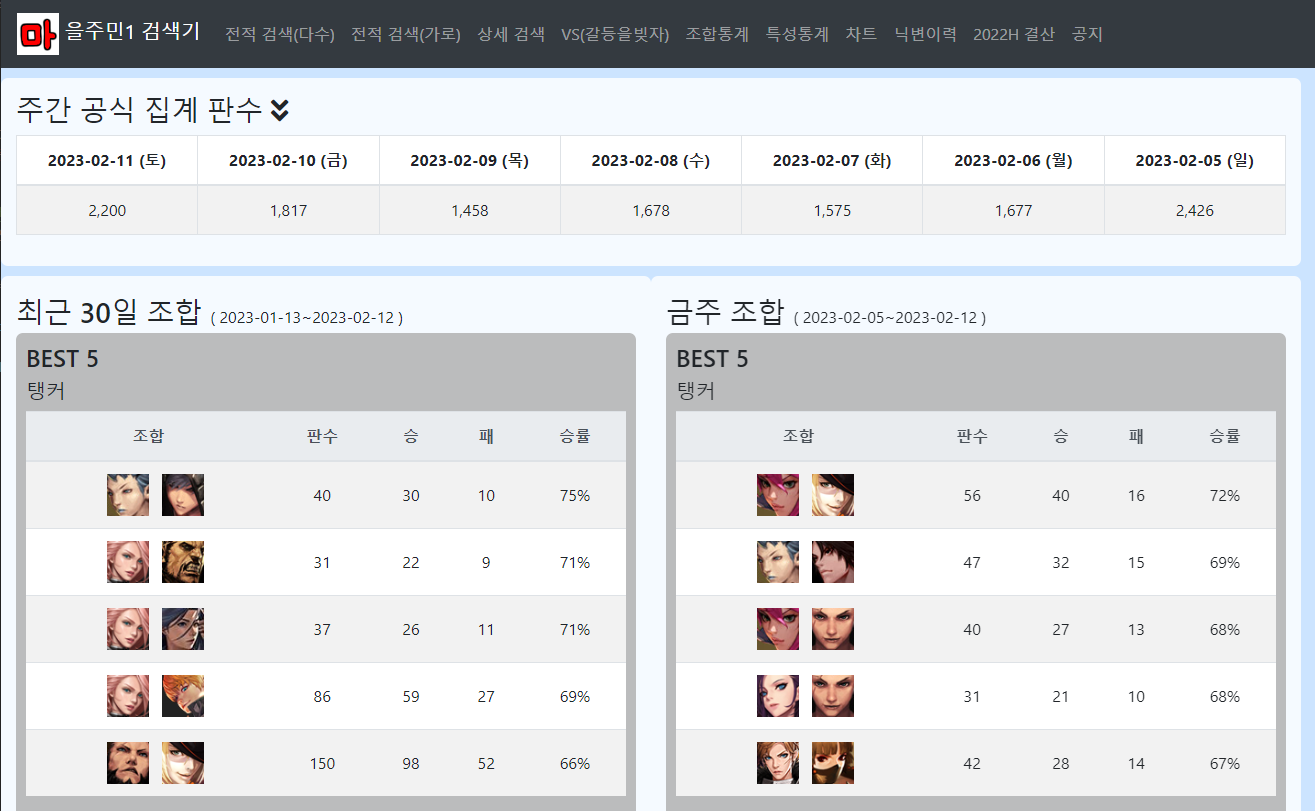 마 을주민1 검색기 전적 검색(다수) 전적 검색(가로) 상세 검색 VS(갈등을빚자) 조합통계 특성통계 차트 닉변이력 2022H 결산 공지
주간 공식 집계 판수
2023-02-11 (토) 2023-02-10 (금) 2023-02-09 (목) 2023-02-08 (수) 2023-02-07 (화) 2023-02-06 (월) 2023-02-05 (일)
2,200 1,817 1,458 1,678 1,575 1,677 2,426
최근 30일 조합 ( 2023-01-13~2023-02-12 )
BEST 5
탱커
조합 판수 승 패 승률
40 30 10 75%
31 22 9 71%
37 26 11 71%
86 59 27 69%
150 98 52 66%
금주 조합 ( 2023-02-05~2023-02-12 )
BEST 5
탱커
조합 판수 승 패 승률
56 40 16 72%
47 32 15 69%
40 27 13 68%
31 21 10 68%
42 28 14 67%